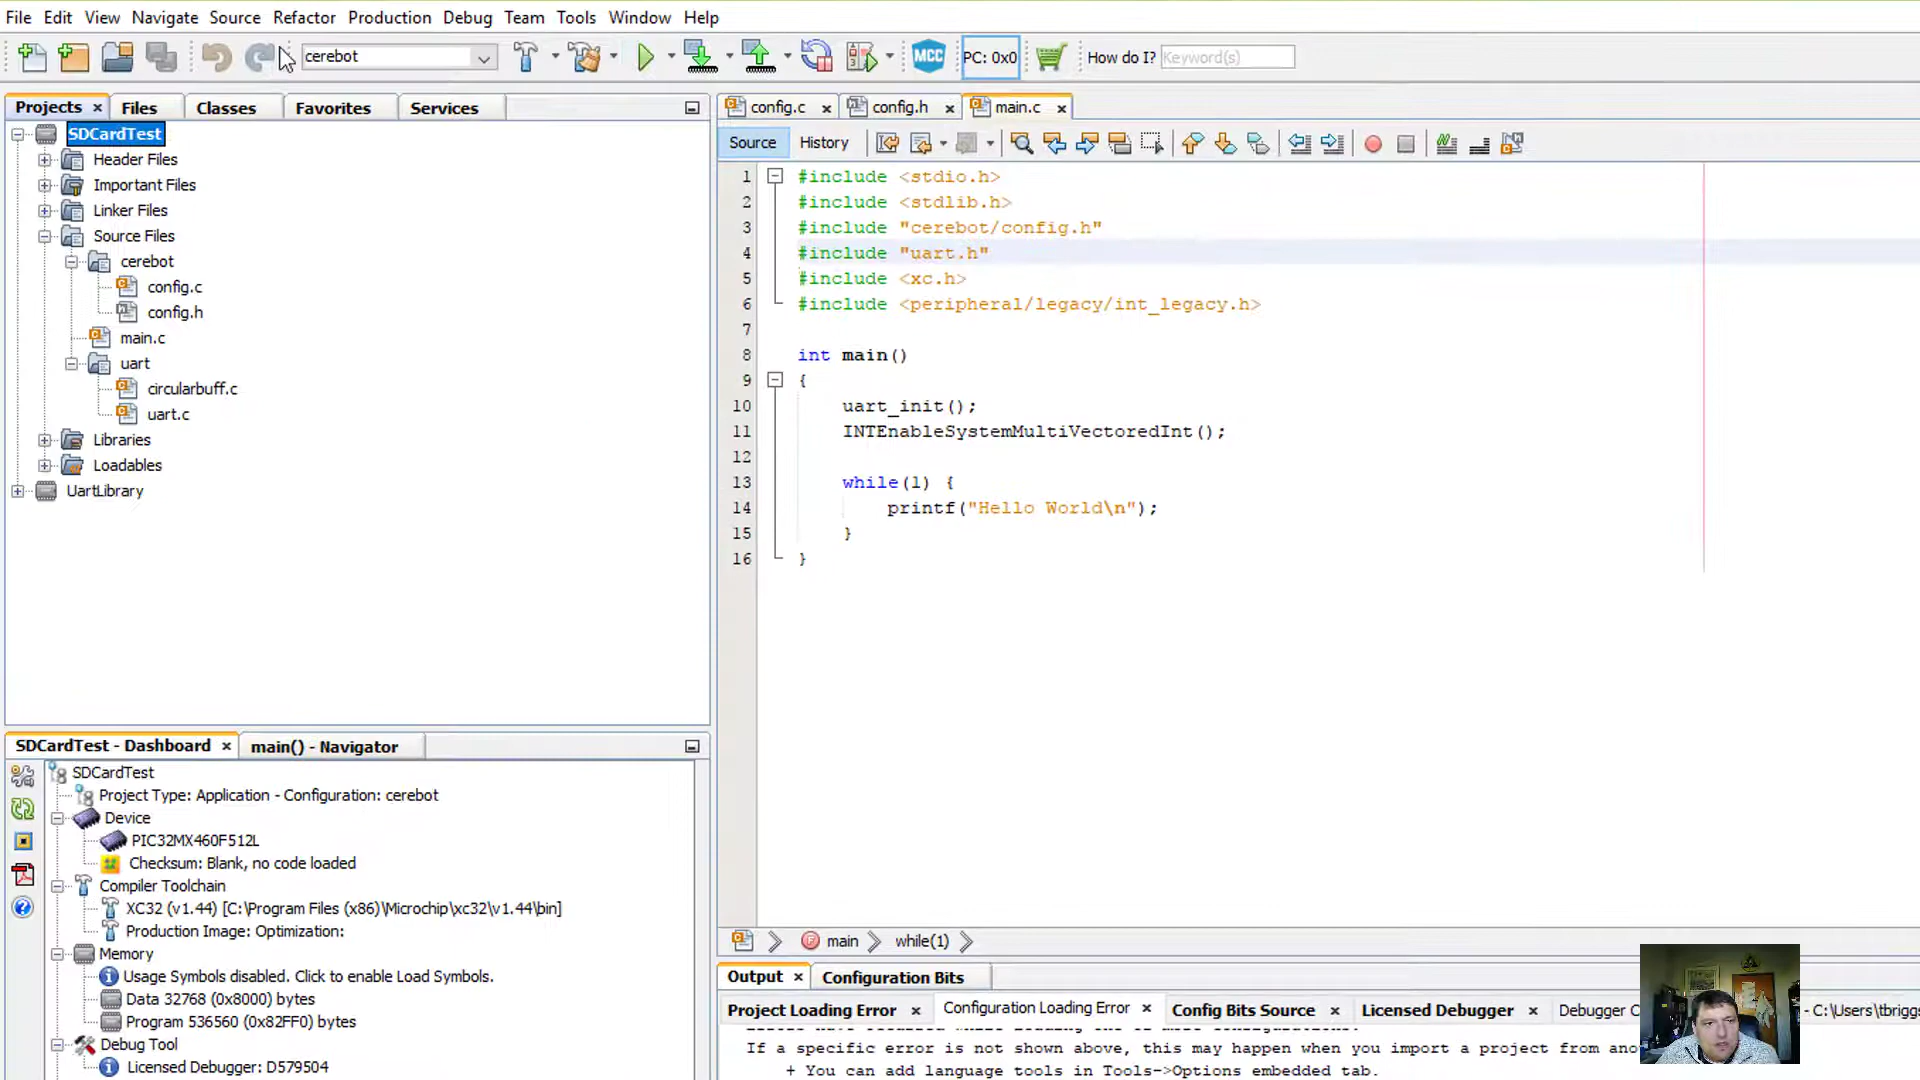 File Edit View Navigate Source Refactor Production Debug Team Tools Window Help
cerebot MCC PC: 0x0 How do I? Keyword(s)
Projects Files Classes Favorites Services
SDCardTest
Header Files
Important Files
Linker Files
Source Files
cerebot
config.c
config.h
main.c
uart
circularbuff.c
uart.c
Libraries
Loadables
UartLibrary
config.c config.h main.c
Source History
1 #include <stdio.h>
2 #include <stdlib.h>
3 #include "cerebot/config.h"
4 #include "uart.h"
5 #include <xc.h>
6 #include <peripheral/legacy/int_legacy.h>
7
8 int main()
9 {
10 uart_init();
11 INTEnableSystemMultiVectoredInt();
12
13 while(1) {
14 printf("Hello World\n");
15 }
16 }
main while(1)
SDCardTest - Dashboard main() - Navigator
SDCardTest
Project Type: Application - Configuration: cerebot
Device
PIC32MX460F512L
Checksum: Blank, no code loaded
Compiler Toolchain
XC32 (v1.44) [C:\Program Files (x86)\Microchip\xc32\v1.44\bin]
Production Image: Optimization:
Memory
Usage Symbols disabled. Click to enable Load Symbols.
Data 32768 (0x8000) bytes
Program 536560 (0x82FF0) bytes
Debug Tool
Licensed Debugger: D579504
Output Configuration Bits
Project Loading Error Configuration Loading Error Config Bits Source Licensed Debugger Debugger C - C:\Users\tbriggs
If a specific error is not shown above, this may happen when you import a project from ano
+ You can add language tools in Tools->Options embedded tab.